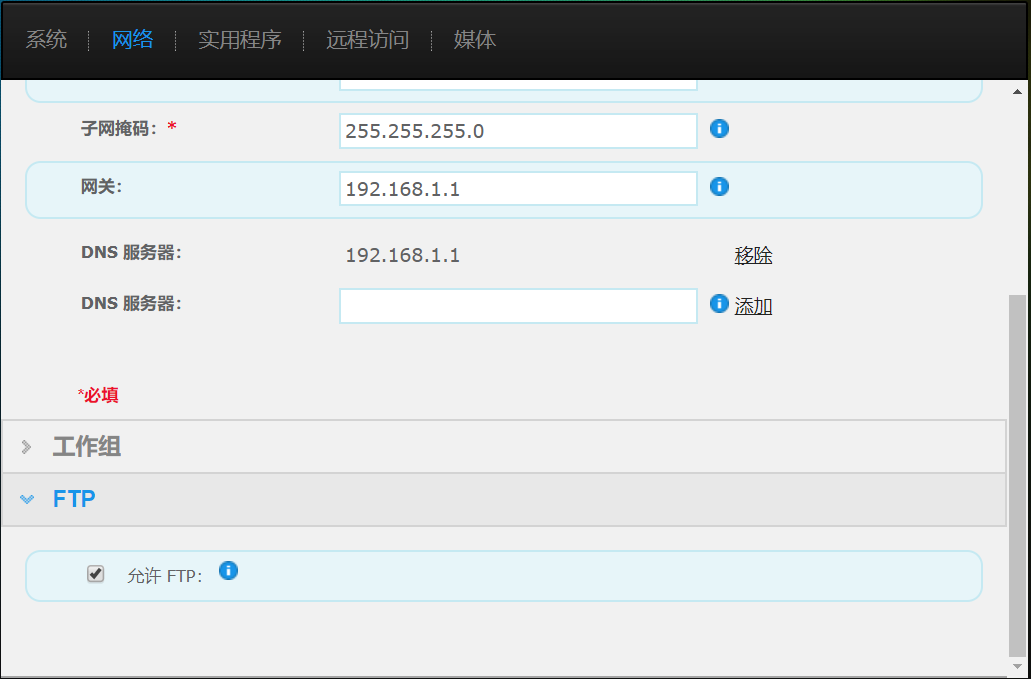 系统 网络 实用程序 远程访问 媒体
子网掩码：* 255.255.255.0
网关： 192.168.1.1
DNS 服务器： 192.168.1.1 移除
DNS 服务器： 添加
*必填
工作组
FTP
允许 FTP：